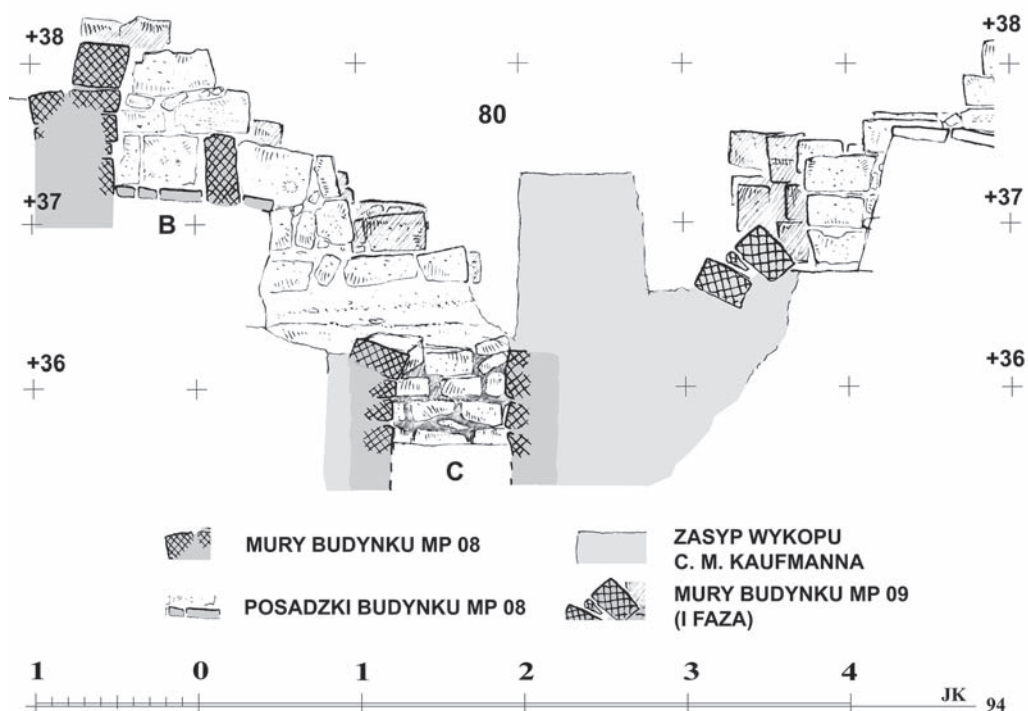 +38
+38
80
+37
+37
B
+36
+36
C
MURY BUDYNKU MP 08
ZASYP WYKOPU
C. M. KAUFMANNA
POSADZKI BUDYNKU MP 08
MURY BUDYNKU MP 09
(I FAZA)
1 0 1 2 3 4
JK 94